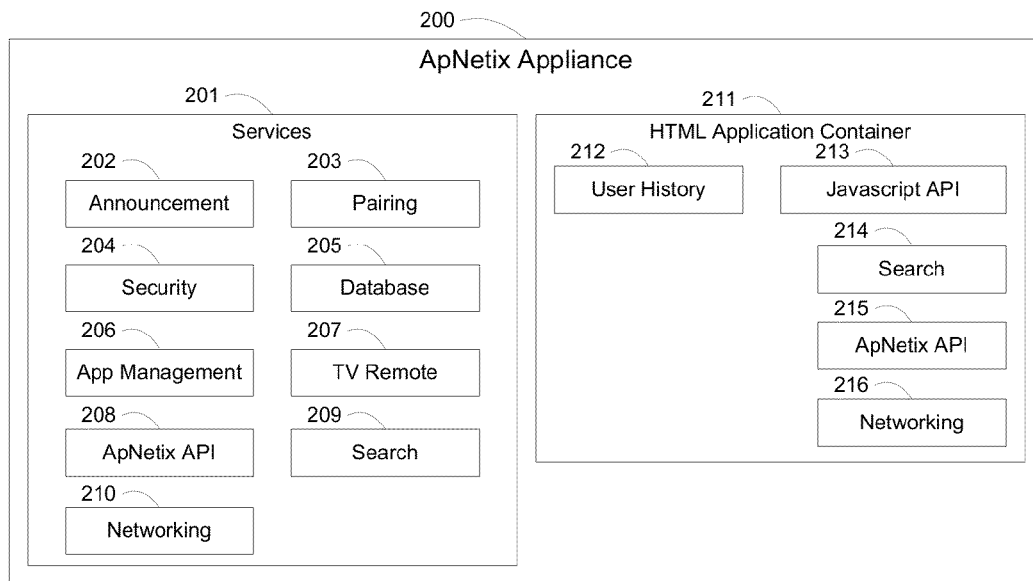 200
ApNetix Appliance
201
Services
202 203
Announcement Pairing
204 205
Security Database
206 207
App Management TV Remote
208 209
ApNetix API Search
210
Networking
211
HTML Application Container
212 213
User History Javascript API
214
Search
215
ApNetix API
216
Networking